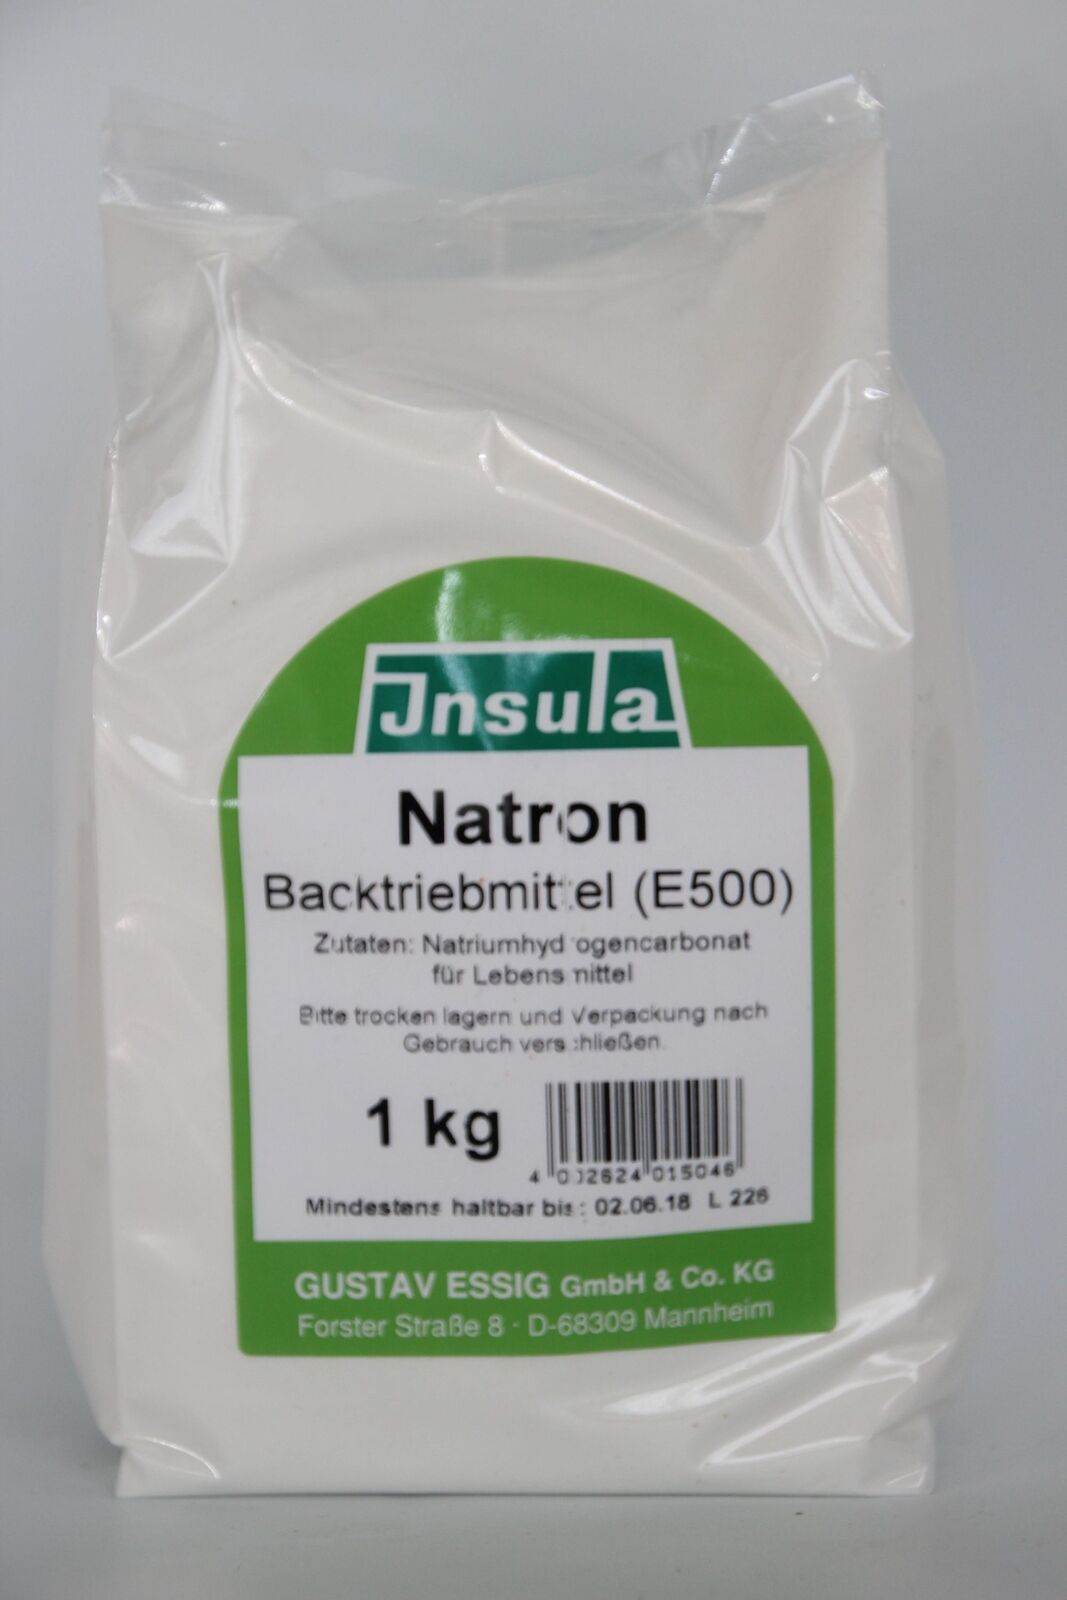 Jnsula
Natron
Backtriebmittel (E500)
Zutaten: Natriumhydrogencarbonat
für Lebensmittel
Bitte trocken lagern und Verpackung nach
Gebrauch verschließen.
1 kg
4 002624 015046
Mindestens haltbar bis: 02.06.18 L 226
GUSTAV ESSIG GmbH & Co. KG
Forster Straße 8 · D-68309 Mannheim